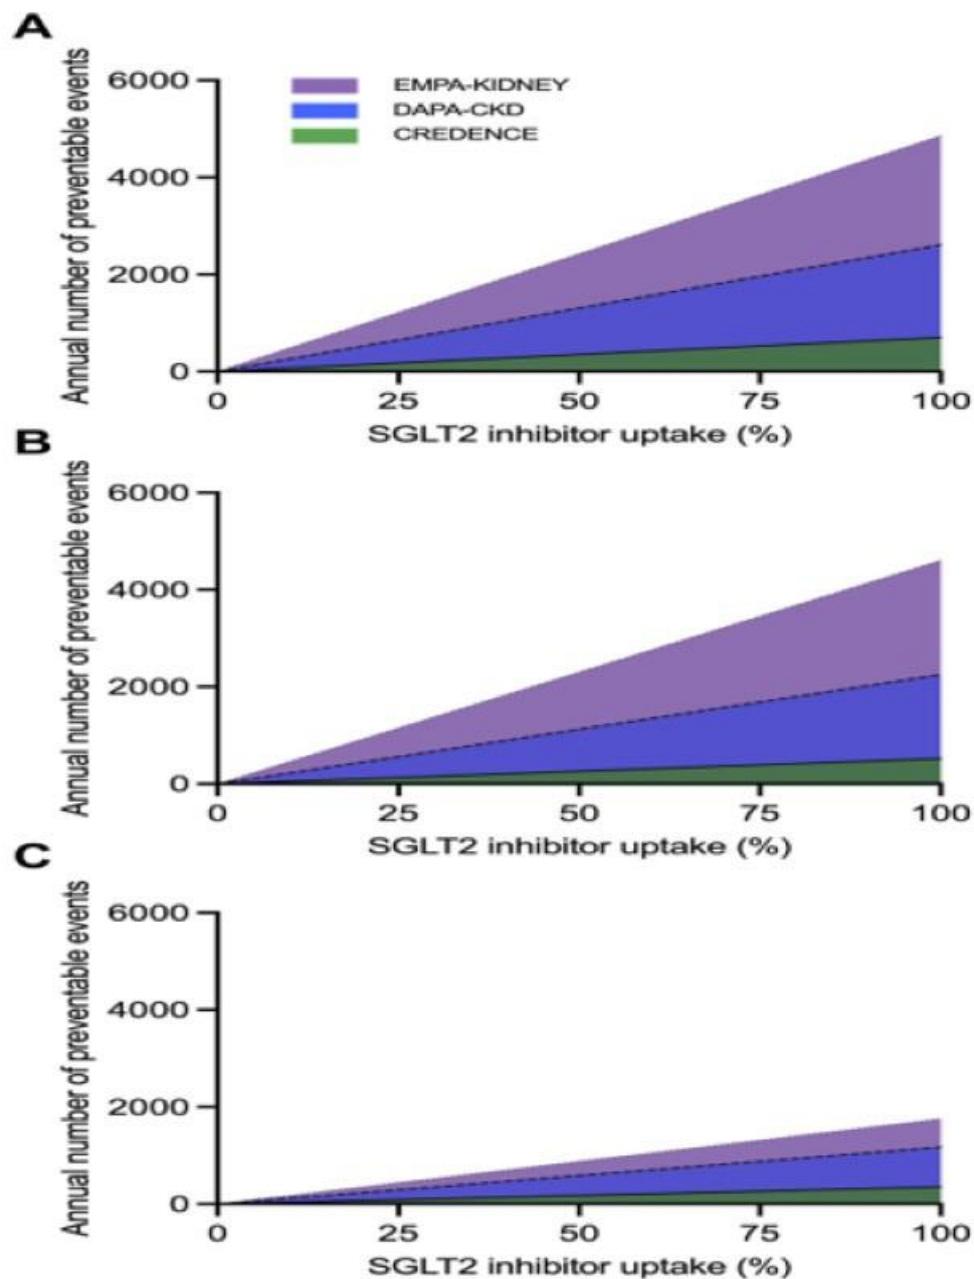 A
Annual number of preventable events
6000
4000
2000
0
EMPA-KIDNEY
DAPA-CKD
CREDENCE
0 25 50 75 100
SGLT2 inhibitor uptake (%)
B
Annual number of preventable events
6000
4000
2000
0
0 25 50 75 100
SGLT2 inhibitor uptake (%)
C
Annual number of preventable events
6000
4000
2000
0
0 25 50 75 100
SGLT2 inhibitor uptake (%)